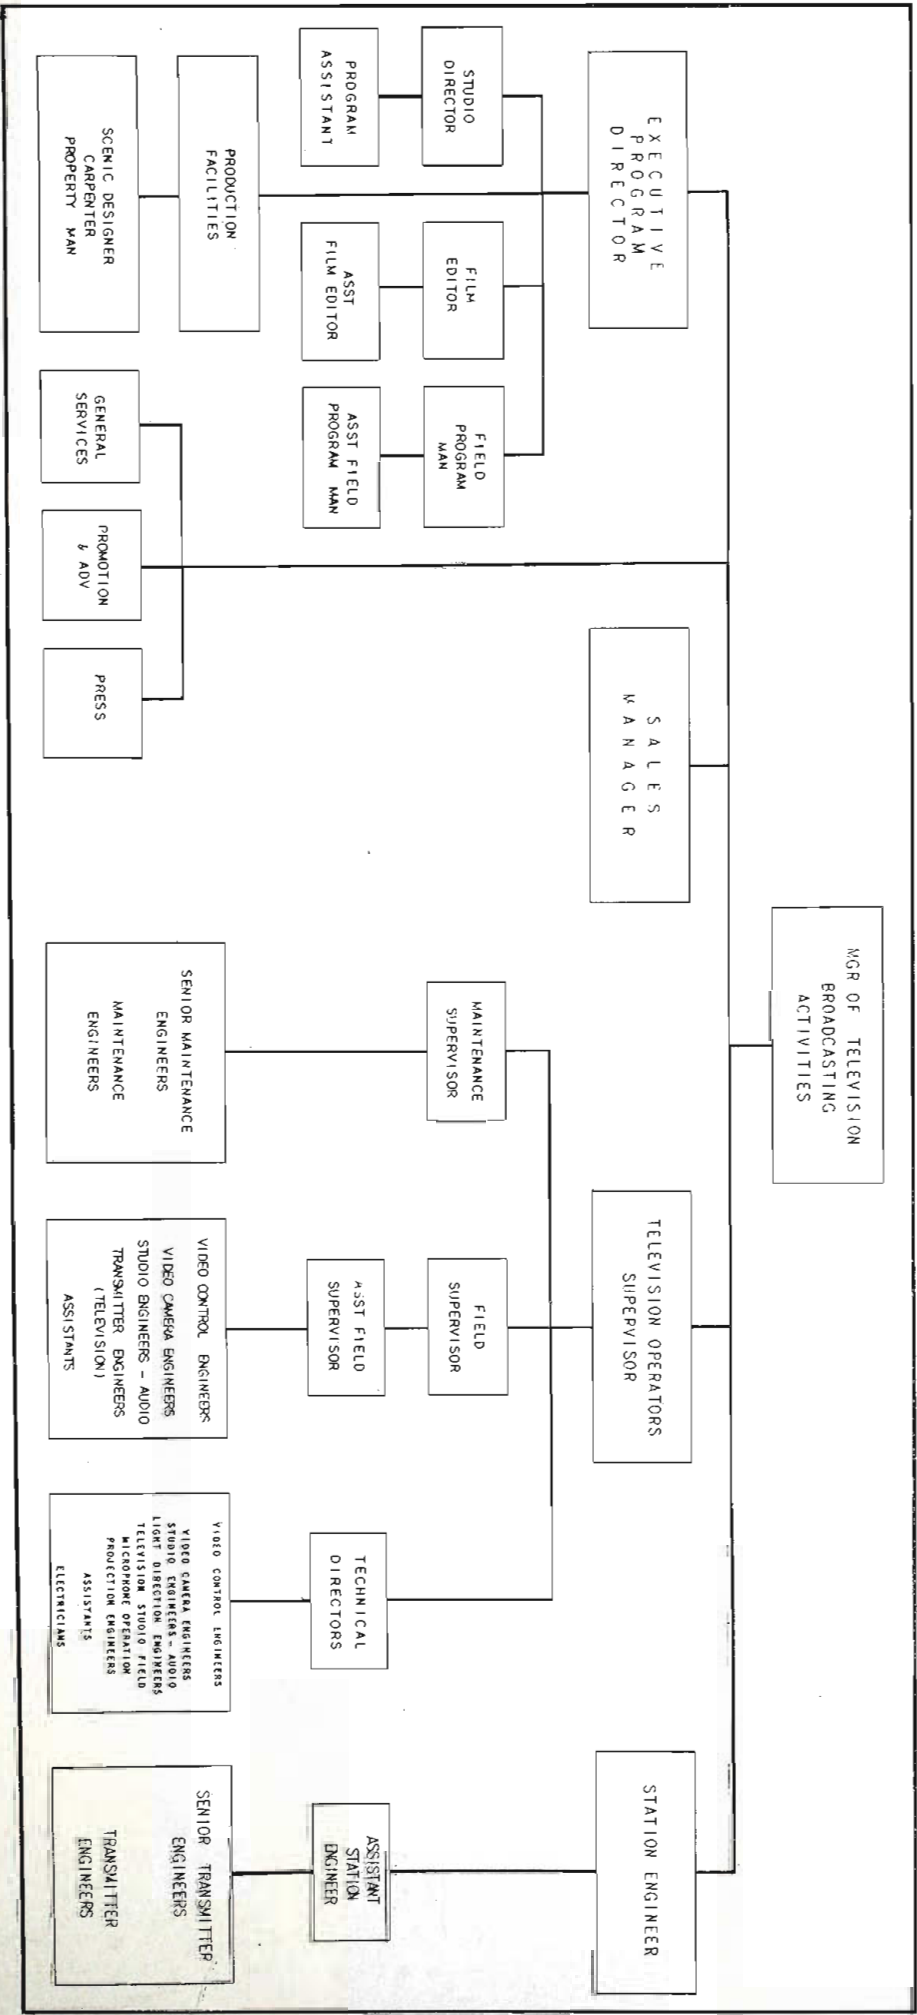 MGR OF TELEVISION
BROADCASTING
ACTIVITIES
EXECUTIVE
PROGRAM
DIRECTOR
SALES
MANAGER
TELEVISION OPERATORS
SUPERVISOR
STATION ENGINEER
STUDIO
DIRECTOR
FILM
EDITOR
FIELD
PROGRAM
MAN
PROGRAM
ASSISTANT
ASST
FILM EDITOR
ASST FIELD
PROGRAM MAN
PRODUCTION
FACILITIES
SCENIC DESIGNER
CARPENTER
PROPERTY MAN
GENERAL
SERVICES
PROMOTION
& ADV
PRESS
MAINTENANCE
SUPERVISOR
SENIOR MAINTENANCE
ENGINEERS
MAINTENANCE
ENGINEERS
FIELD
SUPERVISOR
ASST FIELD
SUPERVISOR
VIDEO CONTROL ENGINEERS
VIDEO CAMERA ENGINEERS
STUDIO ENGINEERS - AUDIO
TRANSMITTER ENGINEERS
(TELEVISION)
ASSISTANTS
TECHNICAL
DIRECTORS
VIDEO CONTROL ENGINEERS
VIDEO CAMERA ENGINEERS
STUDIO ENGINEERS - AUDIO
LIGHT DIRECTION ENGINEERS
TELEVISION STUDIO FIELD
MICROPHONE OPERATION
PROJECTION ENGINEERS
ASSISTANTS
ELECTRICIANS
ASSISTANT
STATION
ENGINEER
SENIOR TRANSMITTER
ENGINEERS
TRANSMITTER
ENGINEERS